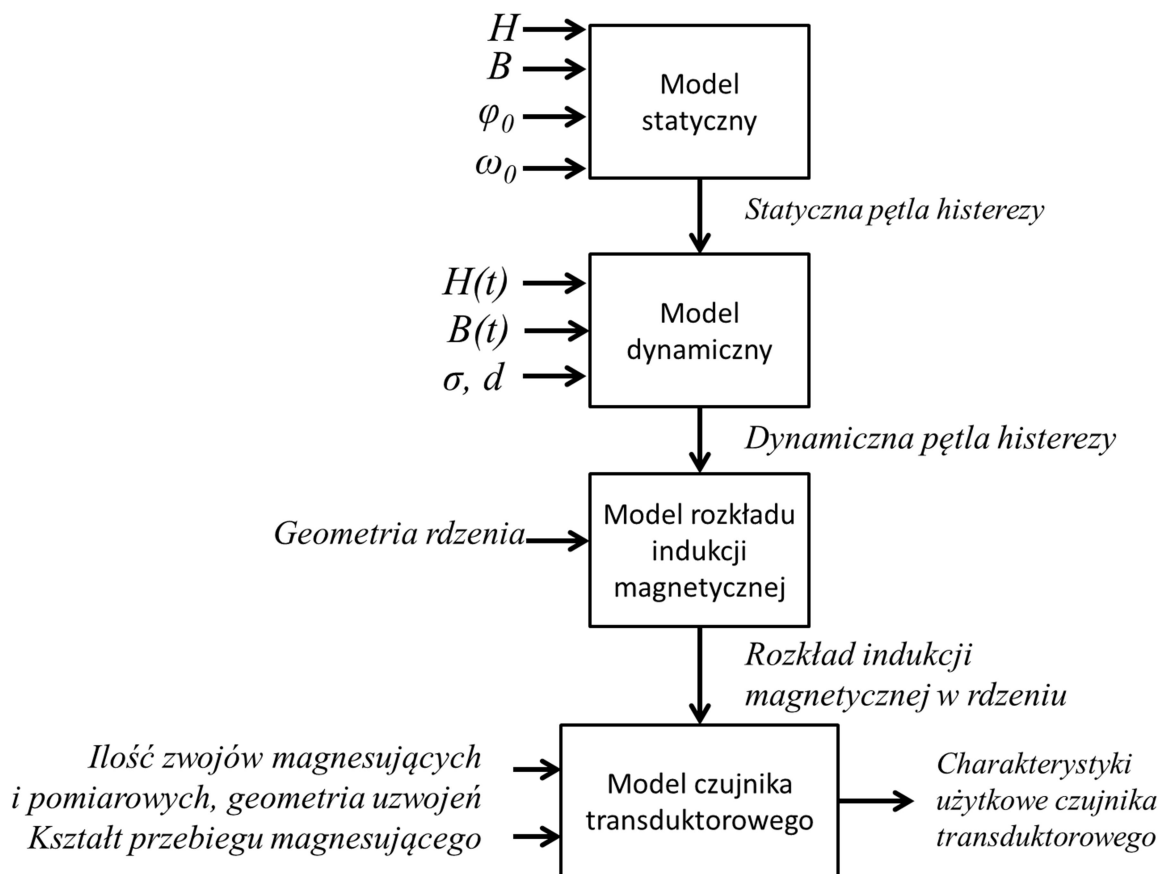 H
B
φ0
ω0
Model
statyczny
Statyczna pętla histerezy
H(t)
B(t)
σ, d
Model
dynamiczny
Dynamiczna pętla histerezy
Geometria rdzenia
Model rozkładu
indukcji
magnetycznej
Rozkład indukcji
magnetycznej w rdzeniu
Ilość zwojów magnesujących
i pomiarowych, geometria uzwojeń
Kształt przebiegu magnesującego
Model czujnika
transduktorowego
Charakterystyki
użytkowe czujnika
transduktorowego